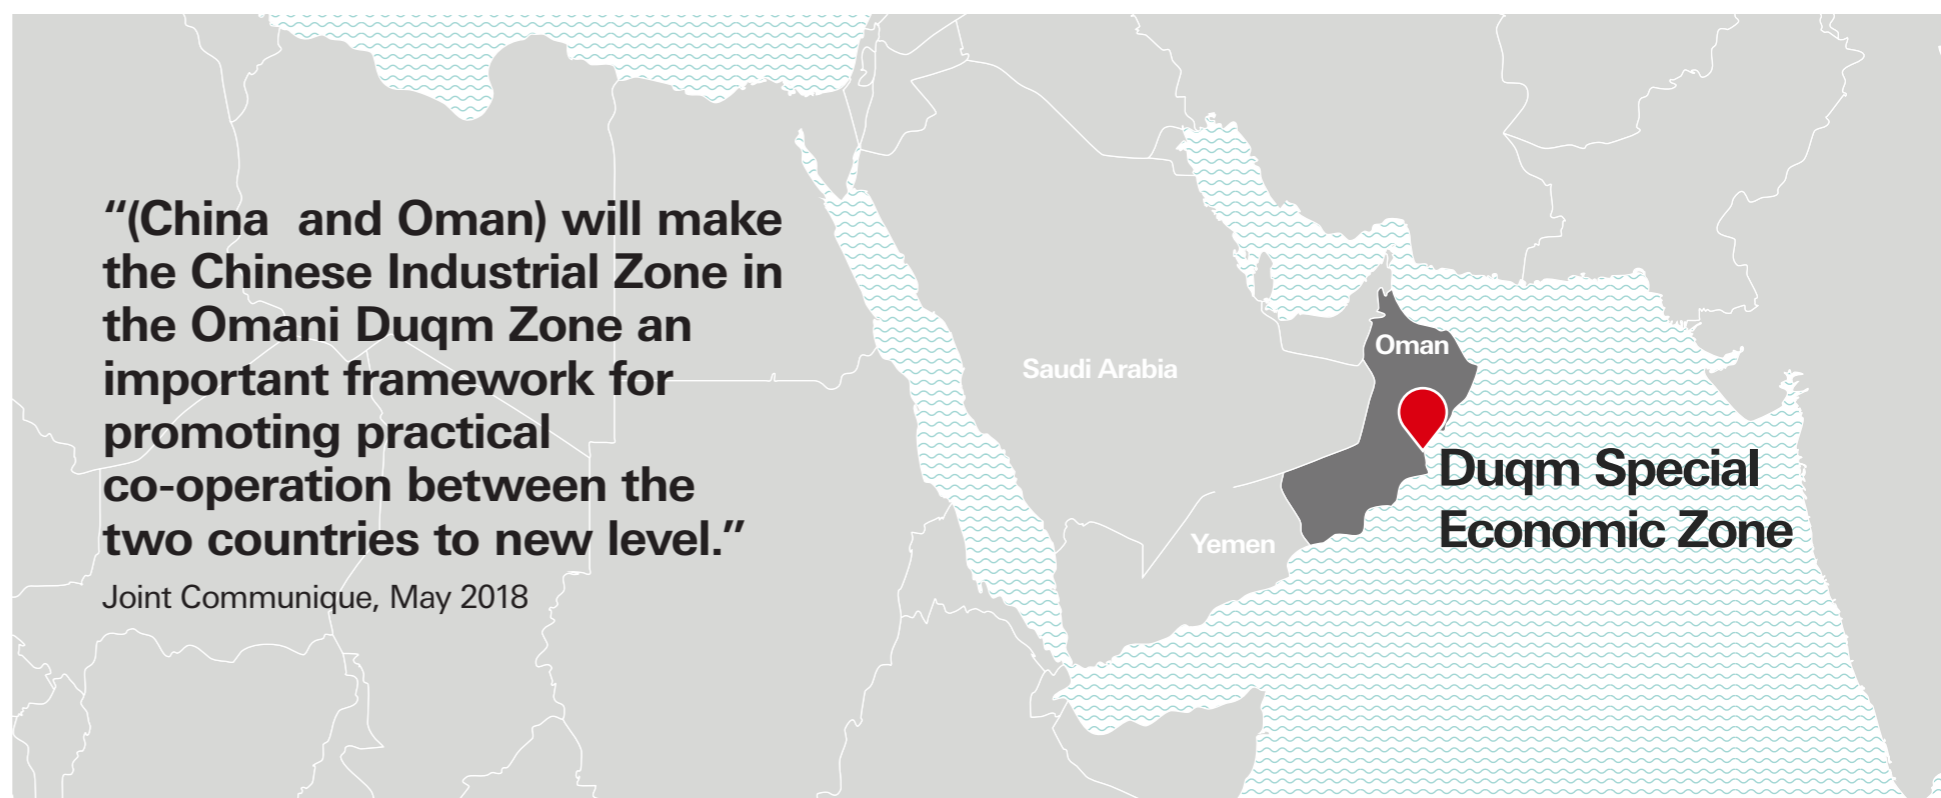 “(China and Oman) will make
the Chinese Industrial Zone in
the Omani Duqm Zone an
important framework for
promoting practical
co-operation between the
two countries to new level.”
Joint Communique, May 2018
Saudi Arabia
Oman
Yemen
Duqm Special
Economic Zone